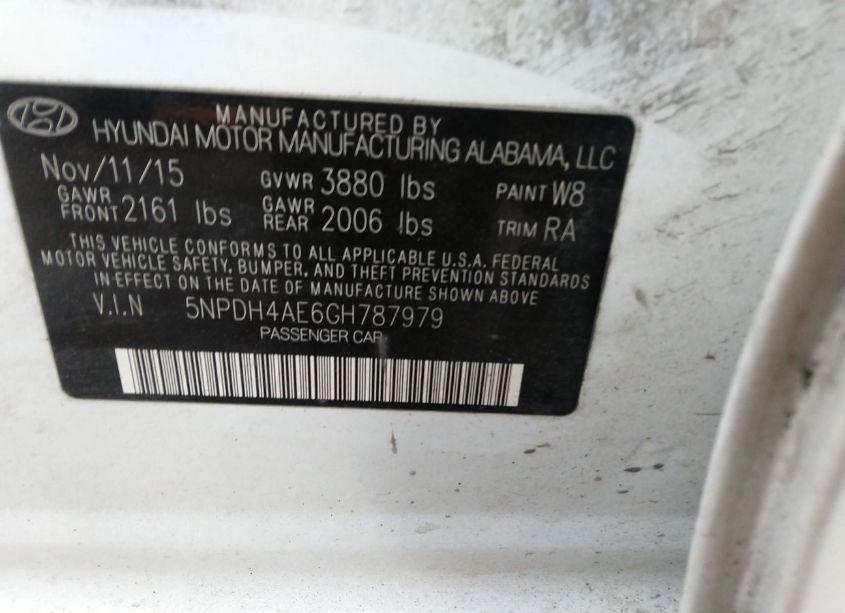 MANUFACTURED BY
HYUNDAI MOTOR MANUFACTURING ALABAMA, LLC
Nov/11/15 GVWR 3880 lbs PAINT W8
GAWR FRONT 2161 lbs GAWR REAR 2006 lbs TRIM RA
THIS VEHICLE CONFORMS TO ALL APPLICABLE U.S.A. FEDERAL
MOTOR VEHICLE SAFETY, BUMPER, AND THEFT PREVENTION STANDARDS
IN EFFECT ON THE DATE OF MANUFACTURE SHOWN ABOVE
V.I.N 5NPDH4AE6GH787979
PASSENGER CAR